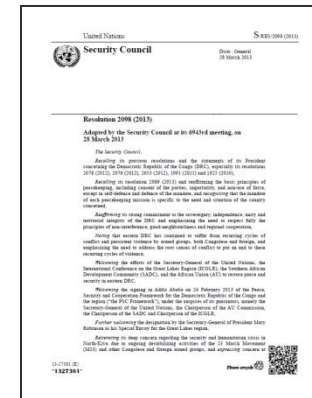 United Nations S/RES/2098 (2013)
Security Council Distr.: General
28 March 2013
Resolution 2098 (2013)
Adopted by the Security Council at its 6943rd meeting, on
28 March 2013
The Security Council,
Recalling its previous resolutions and the statements of its President
concerning the Democratic Republic of the Congo (DRC), especially its resolutions
2076 (2012), 2078 (2012), 2053 (2012), 1991 (2011) and 1925 (2010),
Recalling its resolution 2086 (2013) and reaffirming the basic principles of
peacekeeping, including consent of the parties, impartiality, and non-use of force,
except in self-defence and defence of the mandate, and recognizing that the mandate
of each peacekeeping mission is specific to the need and situation of the country
concerned,
Reaffirming its strong commitment to the sovereignty, independence, unity and
territorial integrity of the DRC and emphasizing the need to respect fully the
principles of non-interference, good-neighbourliness and regional cooperation,
Noting that eastern DRC has continued to suffer from recurring cycles of
conflict and persistent violence by armed groups, both Congolese and foreign, and
emphasizing the need to address the root causes of conflict to put an end to these
recurring cycles of violence,
Welcoming the efforts of the Secretary-General of the United Nations, the
International Conference on the Great Lakes Region (ICGLR), the Southern African
Development Community (SADC), and the African Union (AU) to restore peace and
security in eastern DRC,
Welcoming the signing in Addis Ababa on 24 February 2013 of the Peace,
Security and Cooperation Framework for the Democratic Republic of the Congo and
the region ("the PSC Framework"), under the auspices of its guarantors, namely the
Secretary-General of the United Nations, the Chairperson of the AU Commission,
the Chairperson of the SADC and Chairperson of the ICGLR,
Further welcoming the designation by the Secretary-General of President Mary
Robinson as his Special Envoy for the Great Lakes region,
Reiterating its deep concern regarding the security and humanitarian crisis in
North Kivu due to ongoing destabilizing activities of the 23 March Movement
(M23) and other Congolese and foreign armed groups, and expressing concern at
13-27381 (E)
*1327381* Please recycle